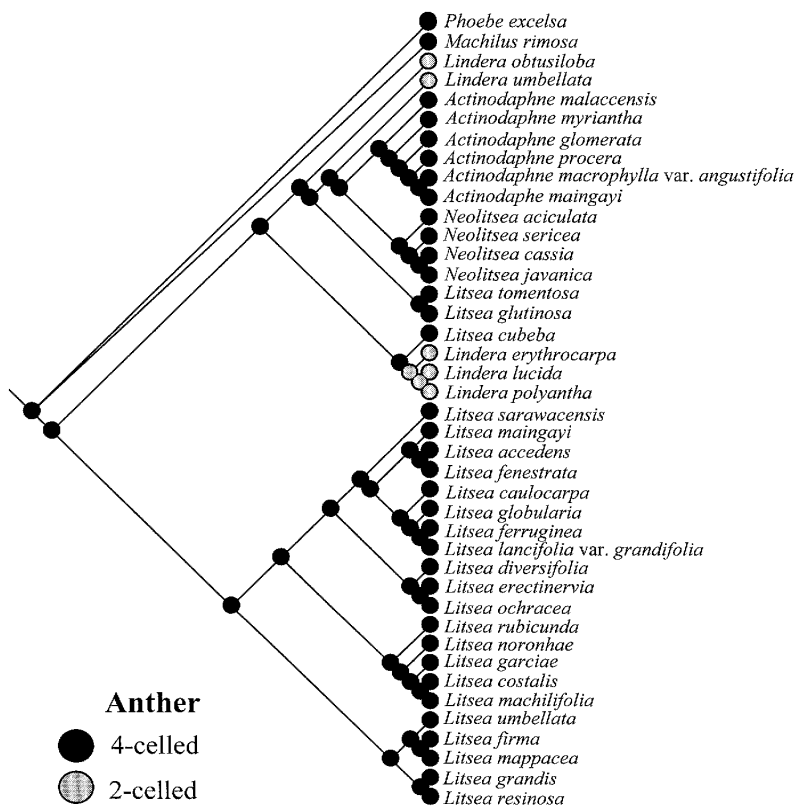 Phoebe excelsa
Machilus rimosa
Lindera obtusiloba
Lindera umbellata
Actinodaphne malaccensis
Actinodaphne myriantha
Actinodaphne glomerata
Actinodaphne procera
Actinodaphne macrophylla var. angustifolia
Actinodaphe maingayi
Neolitsea aciculata
Neolitsea sericea
Neolitsea cassia
Neolitsea javanica
Litsea tomentosa
Litsea glutinosa
Litsea cubeba
Lindera erythrocarpa
Lindera lucida
Lindera polyantha
Litsea sarawacensis
Litsea maingayi
Litsea accedens
Litsea fenestrata
Litsea caulocarpa
Litsea globularia
Litsea ferruginea
Litsea lancifolia var. grandifolia
Litsea diversifolia
Litsea erectinervia
Litsea ochracea
Litsea rubicunda
Litsea noronhae
Litsea garciae
Litsea costalis
Litsea machilifolia
Litsea umbellata
Litsea firma
Litsea mappacea
Litsea grandis
Litsea resinosa
Anther
4-celled
2-celled